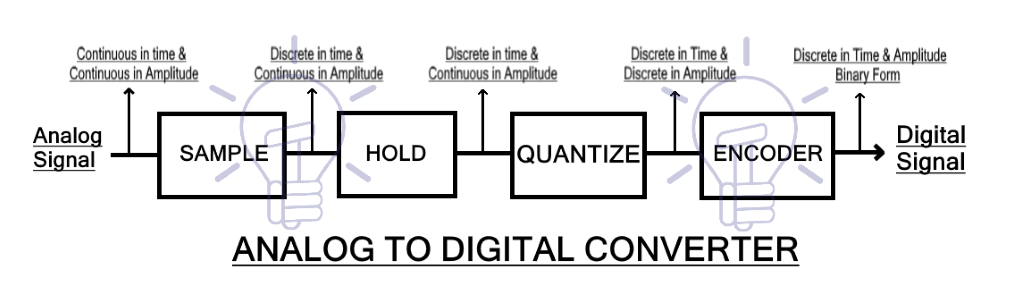 Continuous in time &
Continuous in Amplitude
Discrete in time &
Continuous in Amplitude
Discrete in time &
Continuous in Amplitude
Discrete in Time &
Discrete in Amplitude
Discrete in Time & Amplitude
Binary Form
Analog
Signal
SAMPLE
HOLD
QUANTIZE
ENCODER
Digital
Signal
ANALOG TO DIGITAL CONVERTER